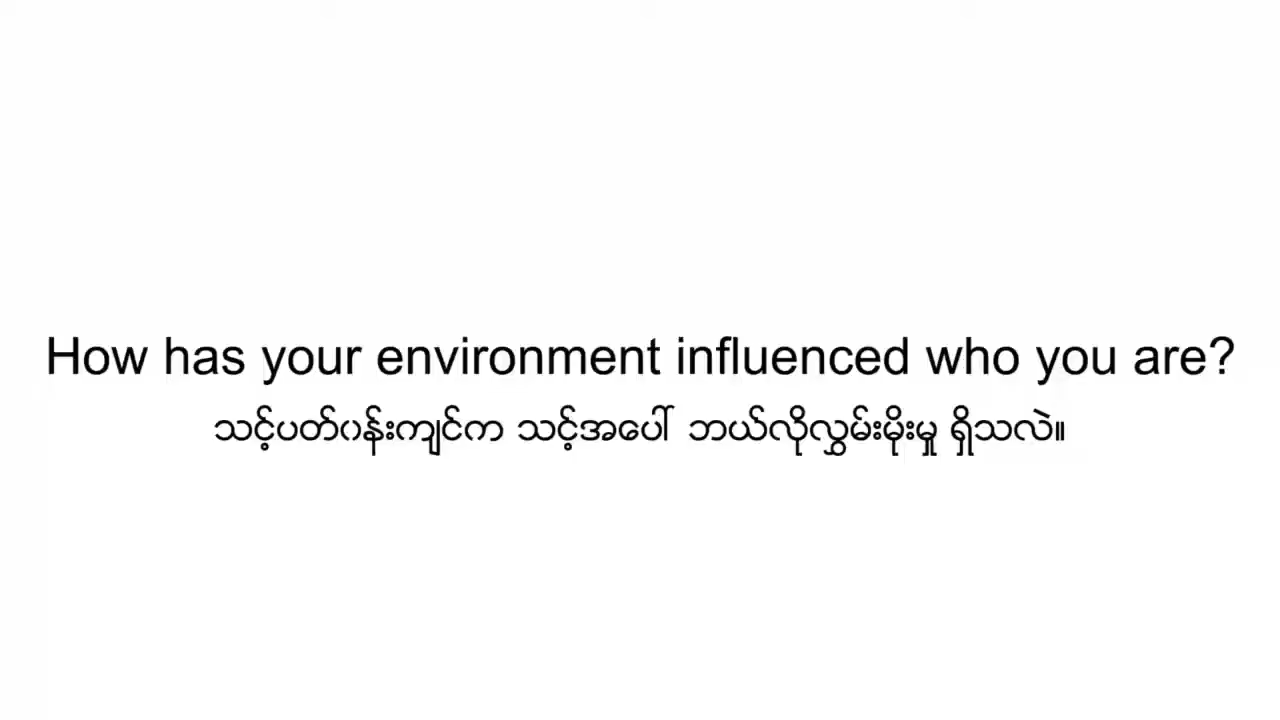 How has your environment influenced who you are?
သင့်ပတ်ဝန်းကျင်က သင့်အပေါ် ဘယ်လိုလွှမ်းမိုးမှု ရှိသလဲ။